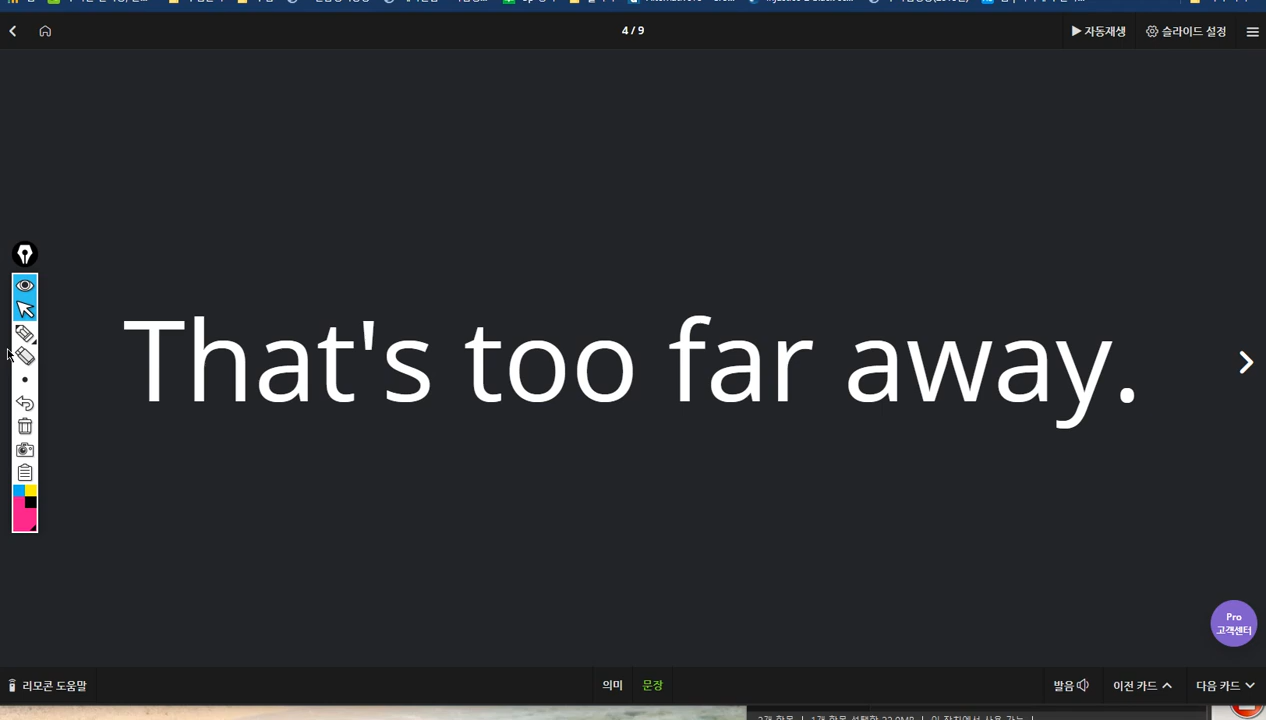 4 / 9
자동재생
슬라이드 설정
That's too far away.
Pro
고객센터
리모콘 도움말
의미
문장
발음
이전 카드
다음 카드